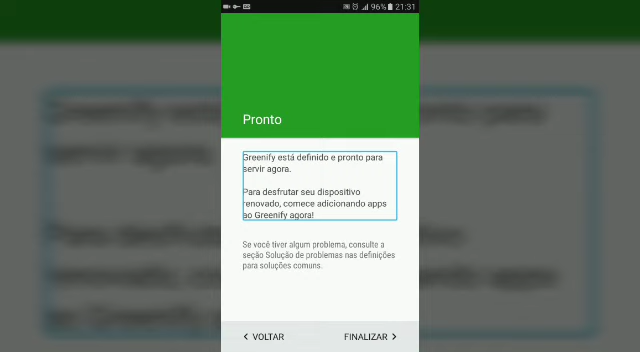 96% 21:31
Pronto
Greenify está definido e pronto para
servir agora.
Para desfrutar seu dispositivo
renovado, comece adicionando apps
ao Greenify agora!
Se você tiver algum problema, consulte a
seção Solução de problemas nas definições
para soluções comuns.
VOLTAR FINALIZAR